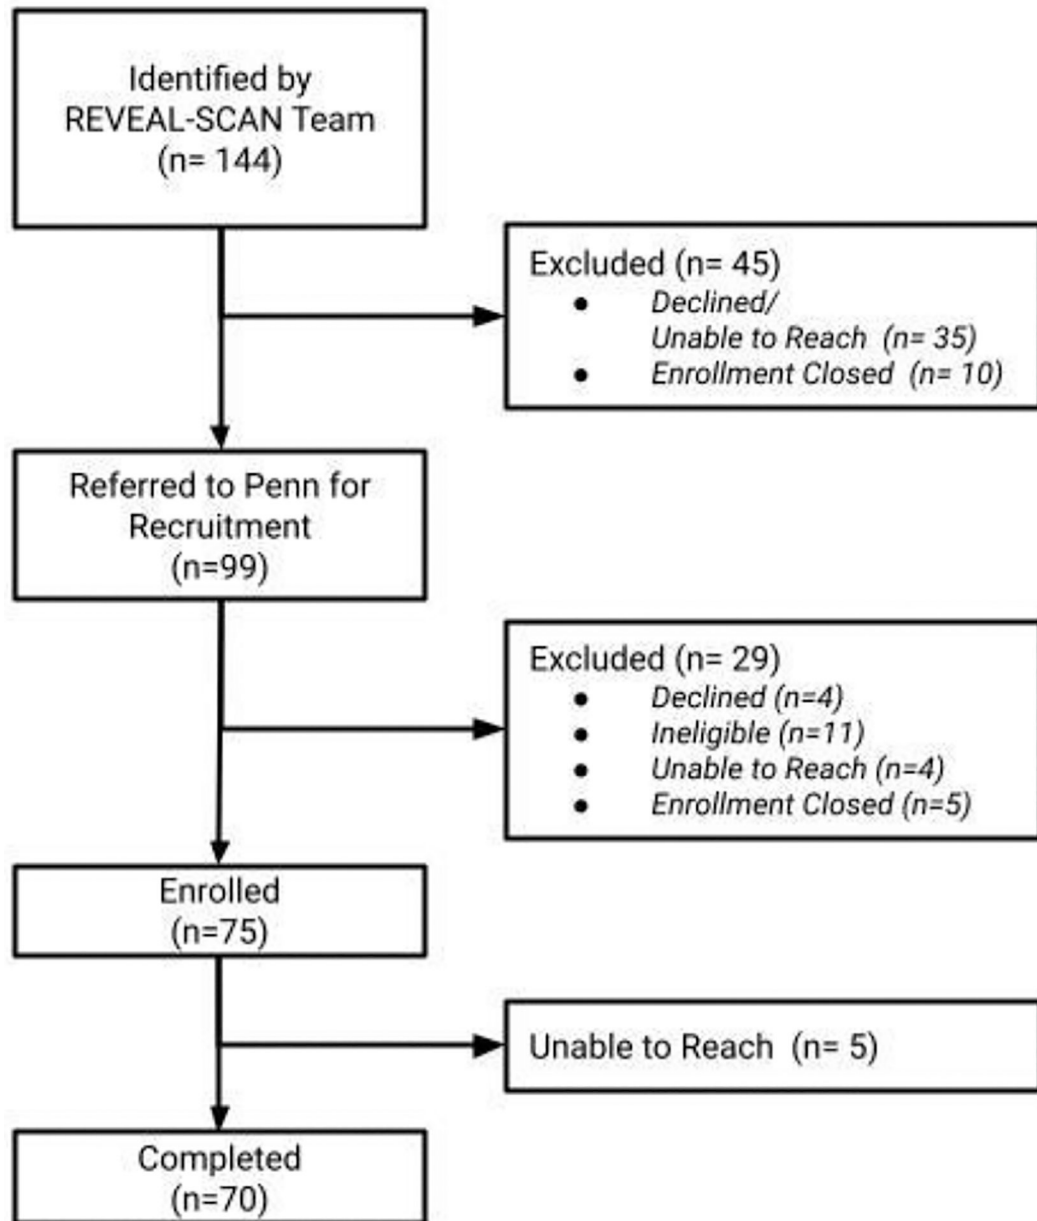 Identified by
REVEAL-SCAN Team
(n= 144)
Excluded (n= 45)
● Declined/
Unable to Reach (n= 35)
● Enrollment Closed (n= 10)
Referred to Penn for
Recruitment
(n=99)
Excluded (n= 29)
● Declined (n=4)
● Ineligible (n=11)
● Unable to Reach (n=4)
● Enrollment Closed (n=5)
Enrolled
(n=75)
Unable to Reach (n= 5)
Completed
(n=70)